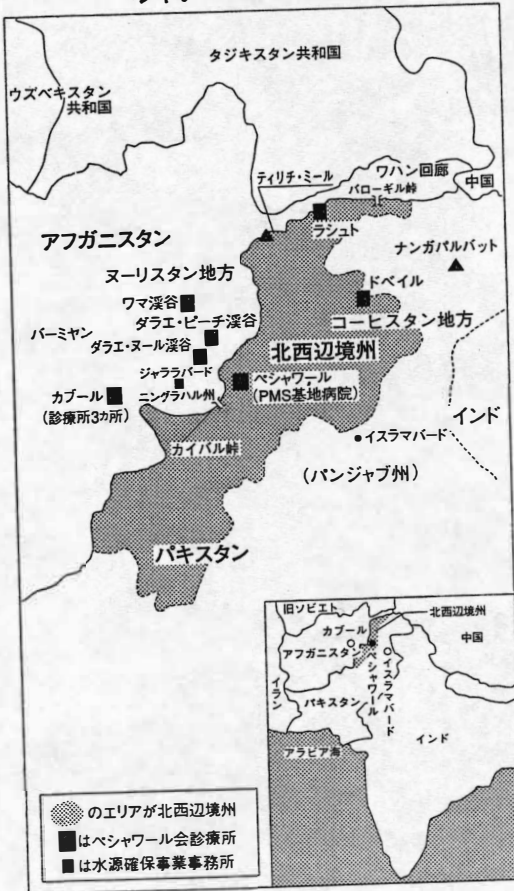 タジキスタン共和国
ウズベキスタン
共和国
ワハン回廊
ティリチ・ミール
バローギル峠
中国
ラシュト
アフガニスタン
ナンガパルバット
ヌーリスタン地方
ドベイル
ワマ渓谷
ダラエ・ピーチ渓谷
コーヒスタン地方
バーミヤン
ダラエ・ヌール渓谷
北西辺境州
ジャララバード
ニングラハル州
ペシャワール
(PMS基地病院)
カブール
(診療所3カ所)
インド
カイバル峠
イスラマバード
(パンジャブ州)
パキスタン
旧ソビエト
北西辺境州
カブール
中国
アフガニスタン
ペシャワール
イスラマバード
イラン
パキスタン
インド
アラビア海
のエリアが北西辺境州
はペシャワール会診療所
は水源確保事業事務所